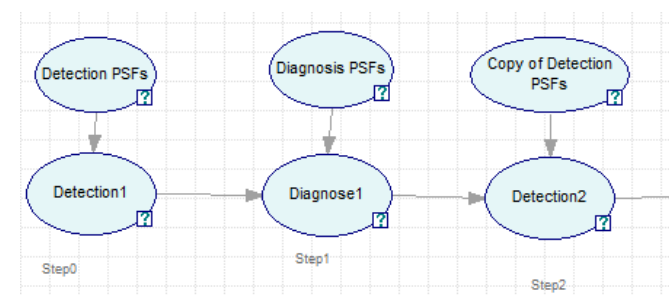 Detection PSFs
?
Diagnosis PSFs
?
Copy of Detection
PSFs
?
Detection1
?
Diagnose1
?
Detection2
?
Step0
Step1
Step2